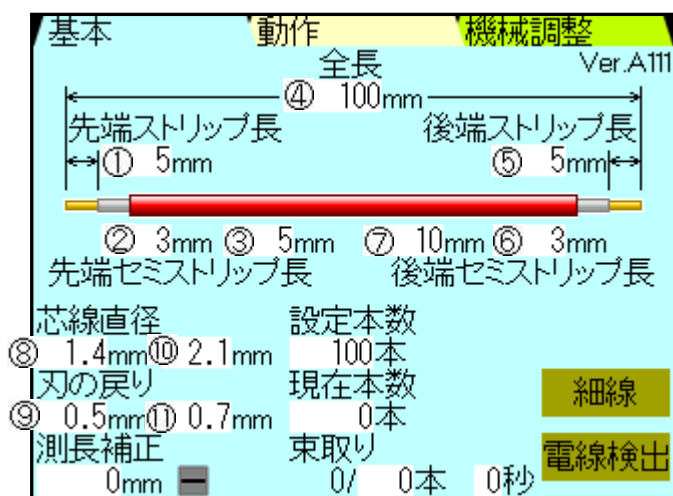 基本 動作 機械調整
全長 Ver.A111
④ 100mm
先端ストリップ長 後端ストリップ長
① 5mm ⑤ 5mm
② 3mm ③ 5mm ⑦ 10mm ⑥ 3mm
先端セミストリップ長 後端セミストリップ長
芯線直径 設定本数
⑧ 1.4mm ⑩ 2.1mm 100本
刃の戻り 現在本数 細線
⑨ 0.5mm ⑪ 0.7mm 0本
測長補正 束取り 電線検出
0mm ー 0/ 0本 0秒